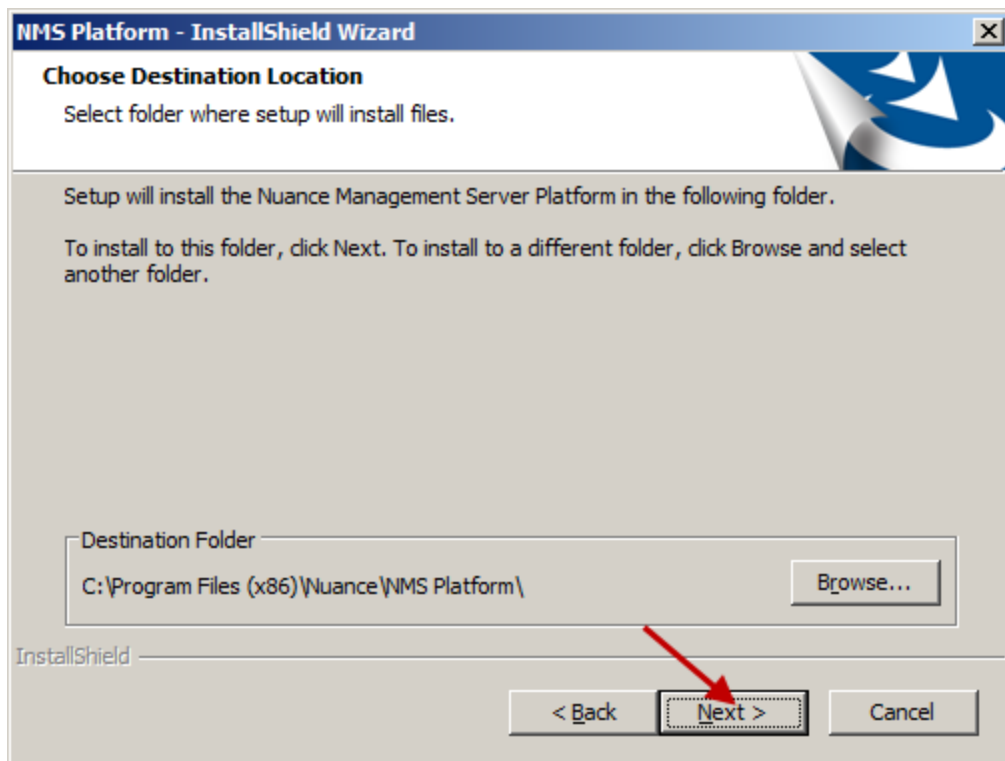 NMS Platform - InstallShield Wizard
Choose Destination Location
Select folder where setup will install files.
Setup will install the Nuance Management Server Platform in the following folder.
To install to this folder, click Next. To install to a different folder, click Browse and select
another folder.
Destination Folder
C:\Program Files (x86)\Nuance\NMS Platform\
Browse...
InstallShield
< Back
Next >
Cancel